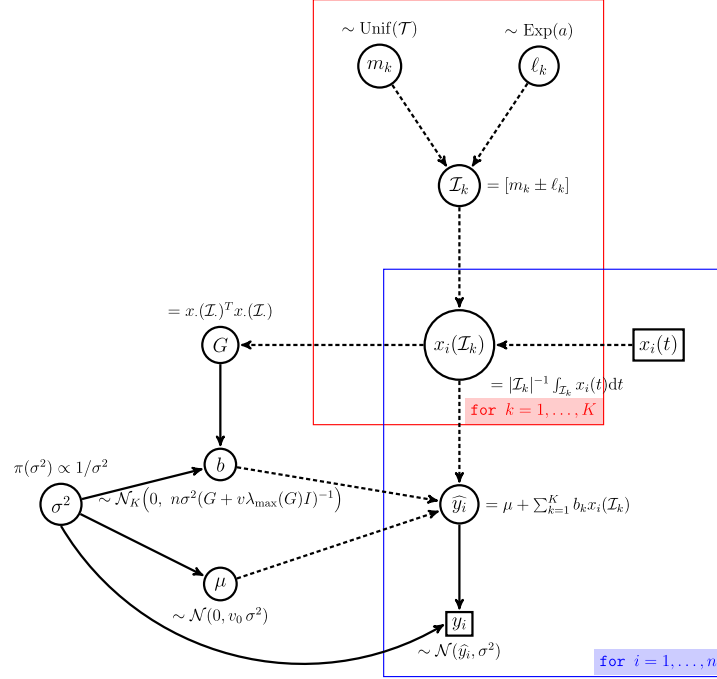 ∼ Unif(𝒯)
∼ Exp(a)
m_k
ℓ_k
ℐ_k
= [m_k ± ℓ_k]
= x.(ℐ.)^T x.(ℐ.)
G
x_i(ℐ_k)
x_i(t)
= |ℐ_k|^{−1} ∫_{ℐ_k} x_i(t)dt
for k = 1, . . . , K
π(σ²) ∝ 1/σ²
b
σ²
∼ 𝒩_K(0, nσ²(G + vλ_max(G)I)^{−1})
ŷ_i
= μ + ∑_{k=1}^{K} b_k x_i(ℐ_k)
μ
∼ 𝒩(0, v_0 σ²)
y_i
∼ 𝒩(ŷ_i, σ²)
for i = 1, . . . , n